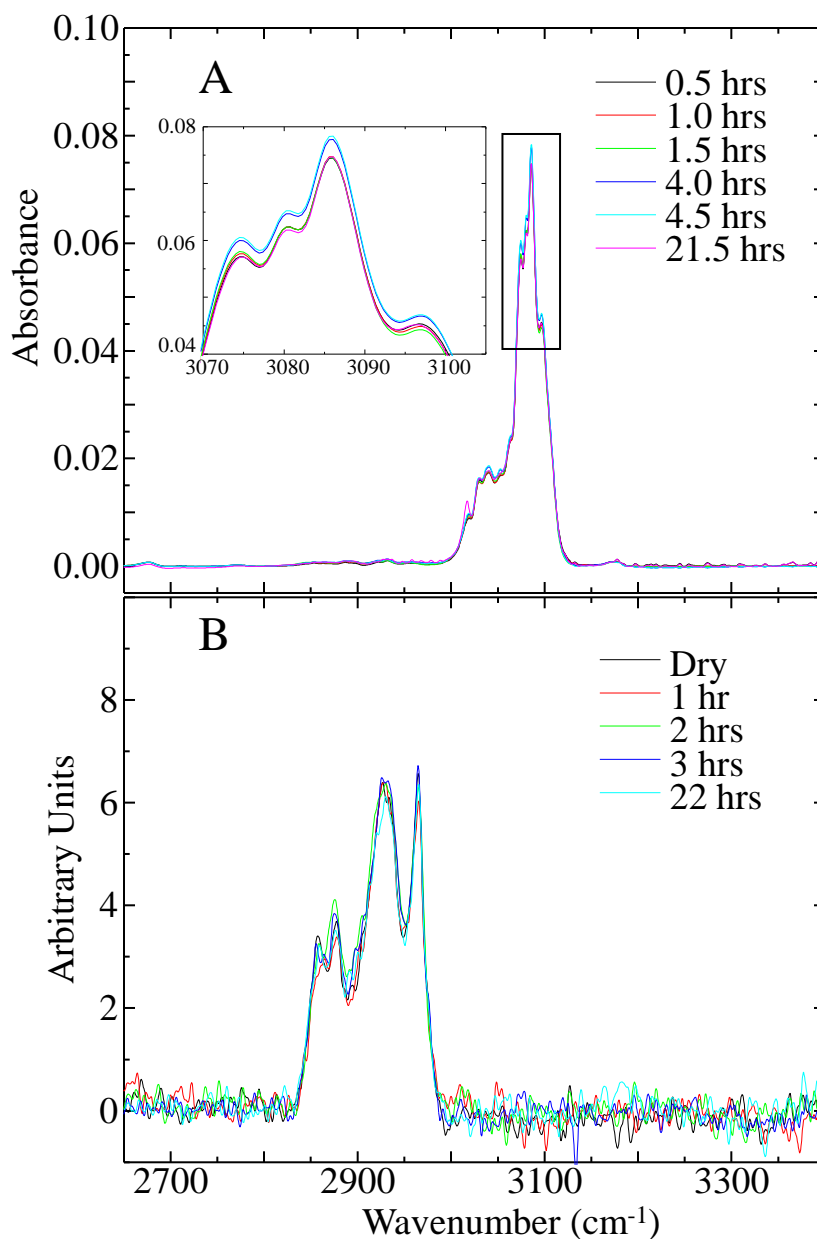 A
0.10
0.08
0.06
0.04
0.02
0.00
Absorbance
0.08
0.06
0.04
3070 3080 3090 3100
0.5 hrs
1.0 hrs
1.5 hrs
4.0 hrs
4.5 hrs
21.5 hrs
B
8
6
4
2
0
Arbitrary Units
Dry
1 hr
2 hrs
3 hrs
22 hrs
2700 2900 3100 3300
Wavenumber (cm⁻¹)